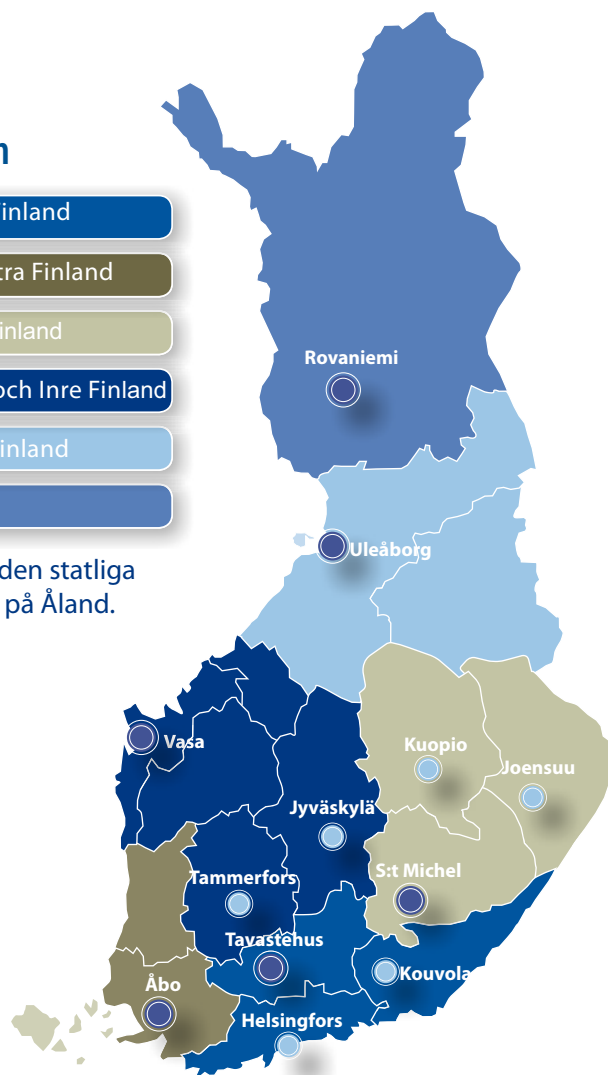 inland
tra Finland
inland
och Inre Finland
inland
den statliga
på Åland.
Rovaniemi
Uleåborg
Vasa
Kuopio
Joensuu
Jyväskylä
Tammerfors
S:t Michel
Tavastehus
Kouvola
Åbo
Helsingfors